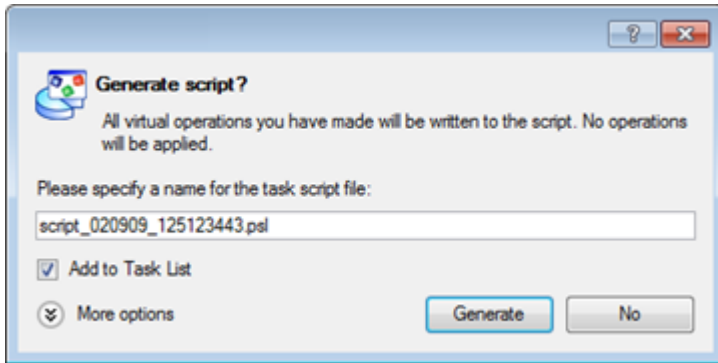 Generate script?
All virtual operations you have made will be written to the script. No operations
will be applied.
Please specify a name for the task script file:
script_020909_125123443.psl
Add to Task List
More options
Generate
No